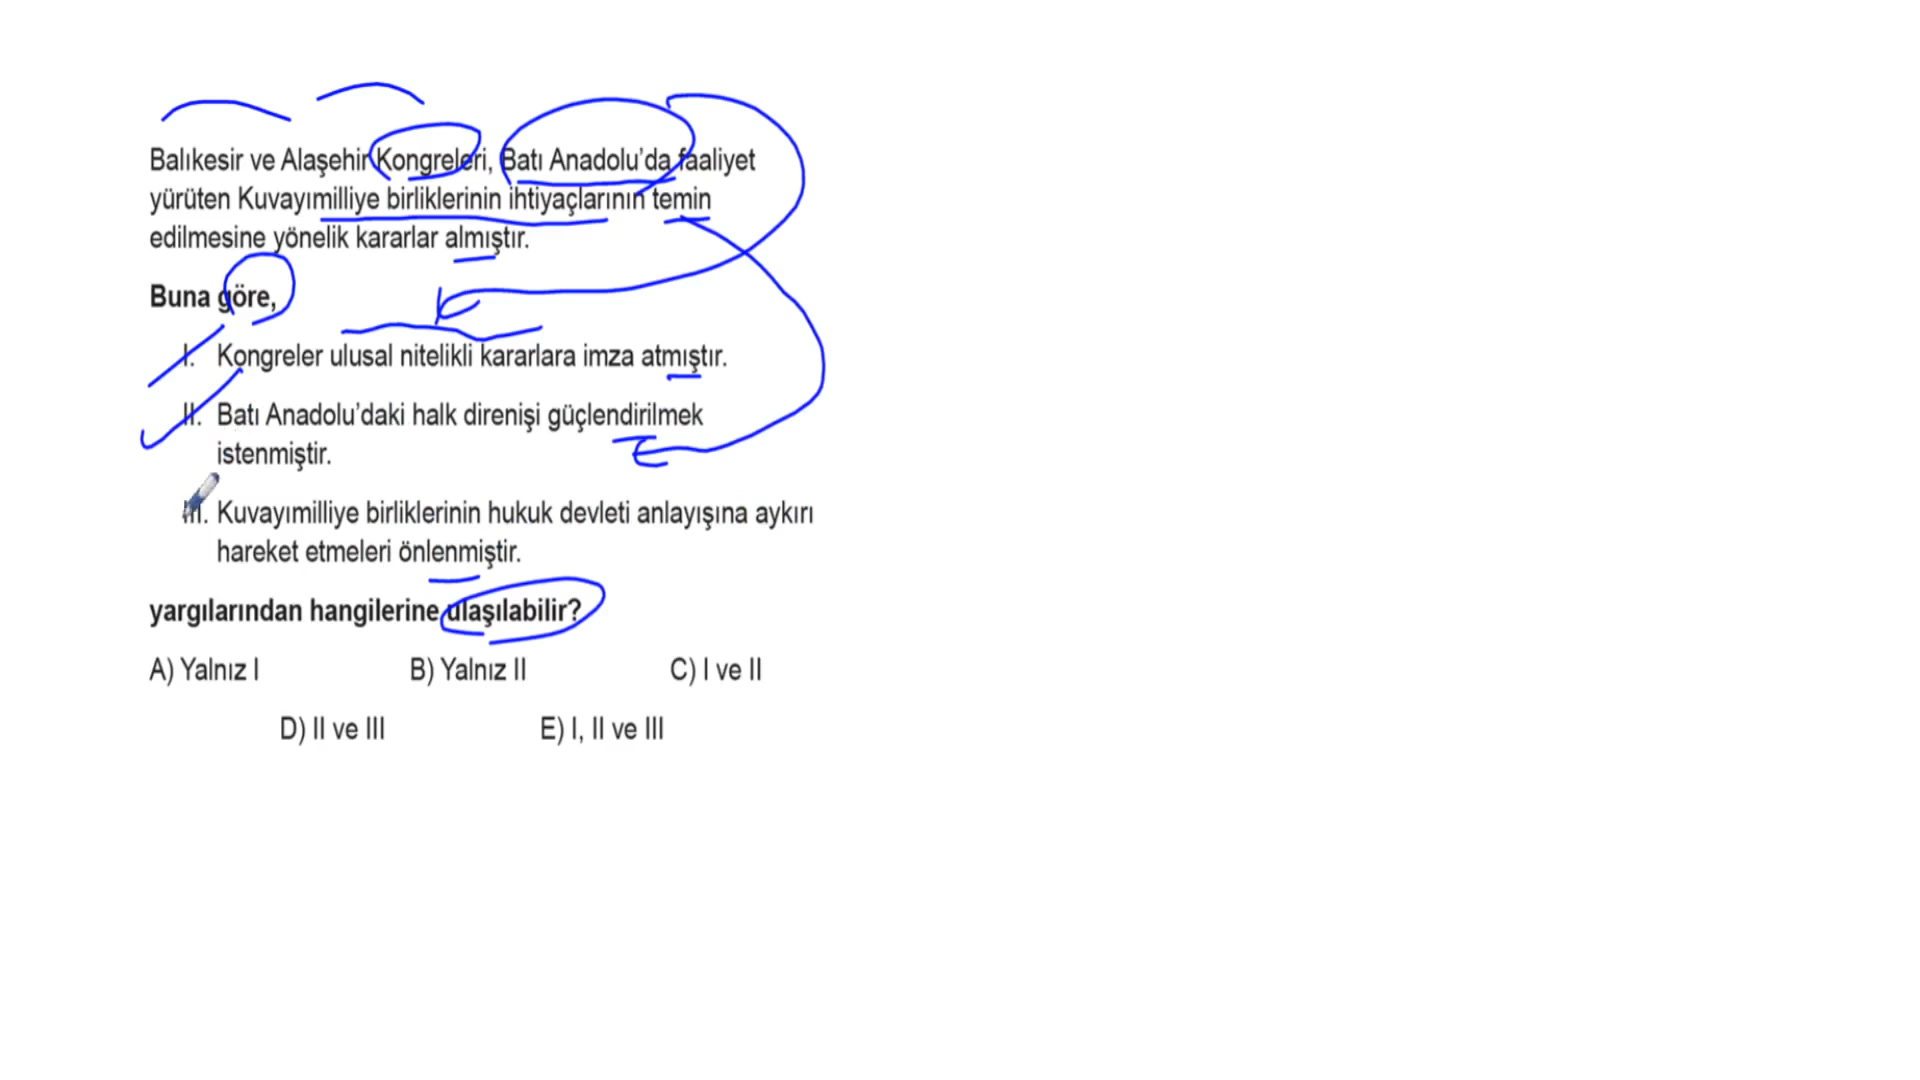 Balıkesir ve Alaşehir Kongreleri, Batı Anadolu'da faaliyet
yürüten Kuvayımilliye birliklerinin ihtiyaçlarının temin
edilmesine yönelik kararlar almıştır.
Buna göre,
I. Kongreler ulusal nitelikli kararlara imza atmıştır.
II. Batı Anadolu'daki halk direnişi güçlendirilmek
istenmiştir.
III. Kuvayımilliye birliklerinin hukuk devleti anlayışına aykırı
hareket etmeleri önlenmiştir.
yargılarından hangilerine ulaşılabilir?
A) Yalnız I B) Yalnız II C) I ve II
D) II ve III E) I, II ve III